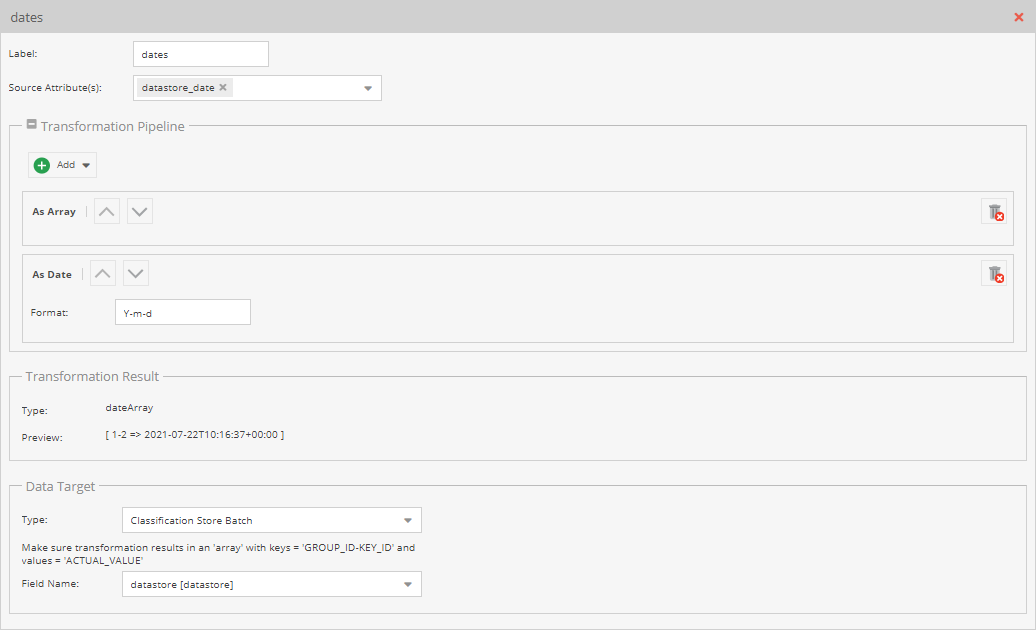 dates
Label:
dates
Source Attribute(s):
datastore_date
Transformation Pipeline
Add
As Array
As Date
Format:
Y-m-d
Transformation Result
Type:
dateArray
Preview:
[ 1-2 => 2021-07-22T10:16:37+00:00 ]
Data Target
Type:
Classification Store Batch
Make sure transformation results in an 'array' with keys = 'GROUP_ID-KEY_ID' and
values = 'ACTUAL_VALUE'
Field Name:
datastore [datastore]